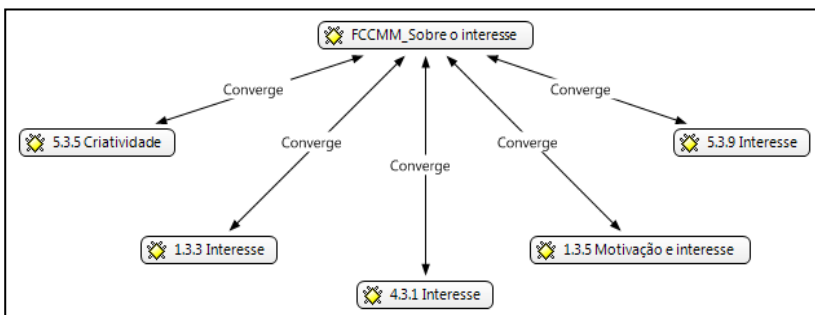 FCCMM_Sobre o interesse
Converge
Converge
5.3.5 Criatividade
Converge
Converge
5.3.9 Interesse
Converge
1.3.3 Interesse
1.3.5 Motivação e interesse
4.3.1 Interesse